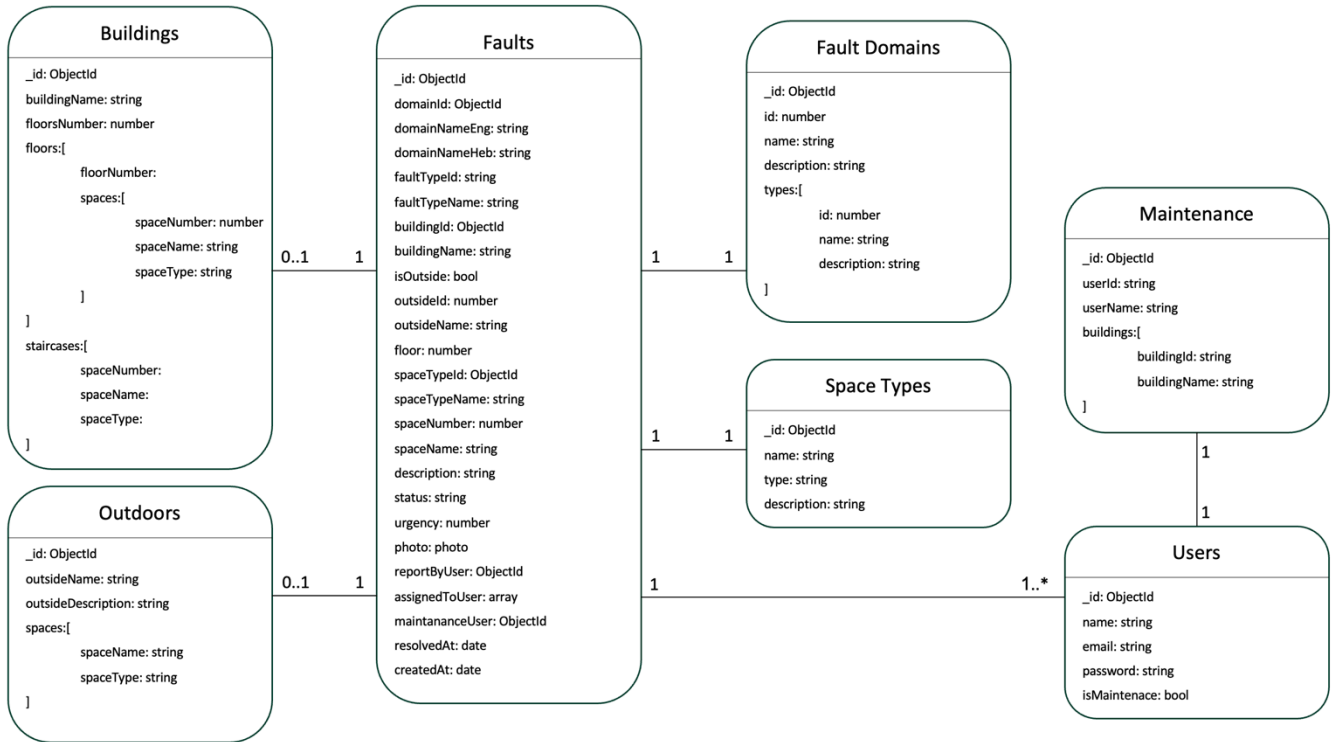 Buildings
_id: ObjectId
buildingName: string
floorsNumber: number
floors:[
floorNumber:
spaces:[
spaceNumber: number
spaceName: string
spaceType: string
]
]
staircases:[
spaceNumber:
spaceName:
spaceType:
]
Outdoors
_id: ObjectId
outsideName: string
outsideDescription: string
spaces:[
spaceName: string
spaceType: string
]
0..1
1
0..1
1
Faults
_id: ObjectId
domainId: ObjectId
domainNameEng: string
domainNameHeb: string
faultTypeId: string
faultTypeName: string
buildingId: ObjectId
buildingName: string
isOutside: bool
outsideId: number
outsideName: string
floor: number
spaceTypeId: ObjectId
spaceTypeName: string
spaceNumber: number
spaceName: string
description: string
status: string
urgency: number
photo: photo
reportByUser: ObjectId
assignedToUser: array
maintananceUser: ObjectId
resolvedAt: date
createdAt: date
1
1
1
1
1
1..*
Fault Domains
_id: ObjectId
id: number
name: string
description: string
types:[
id: number
name: string
description: string
]
Space Types
_id: ObjectId
name: string
type: string
description: string
Maintenance
_id: ObjectId
userId: string
userName: string
buildings:[
buildingId: string
buildingName: string
]
1
1
Users
_id: ObjectId
name: string
email: string
password: string
isMaintenace: bool